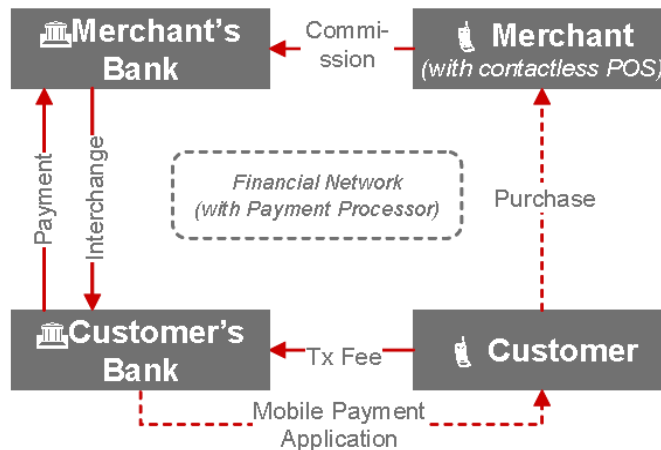 Merchant's
Bank
Commi-
ssion
Merchant
(with contactless POS)
Payment
Interchange
Financial Network
(with Payment Processor)
Purchase
Customer's
Bank
Tx Fee
Customer
Mobile Payment
Application